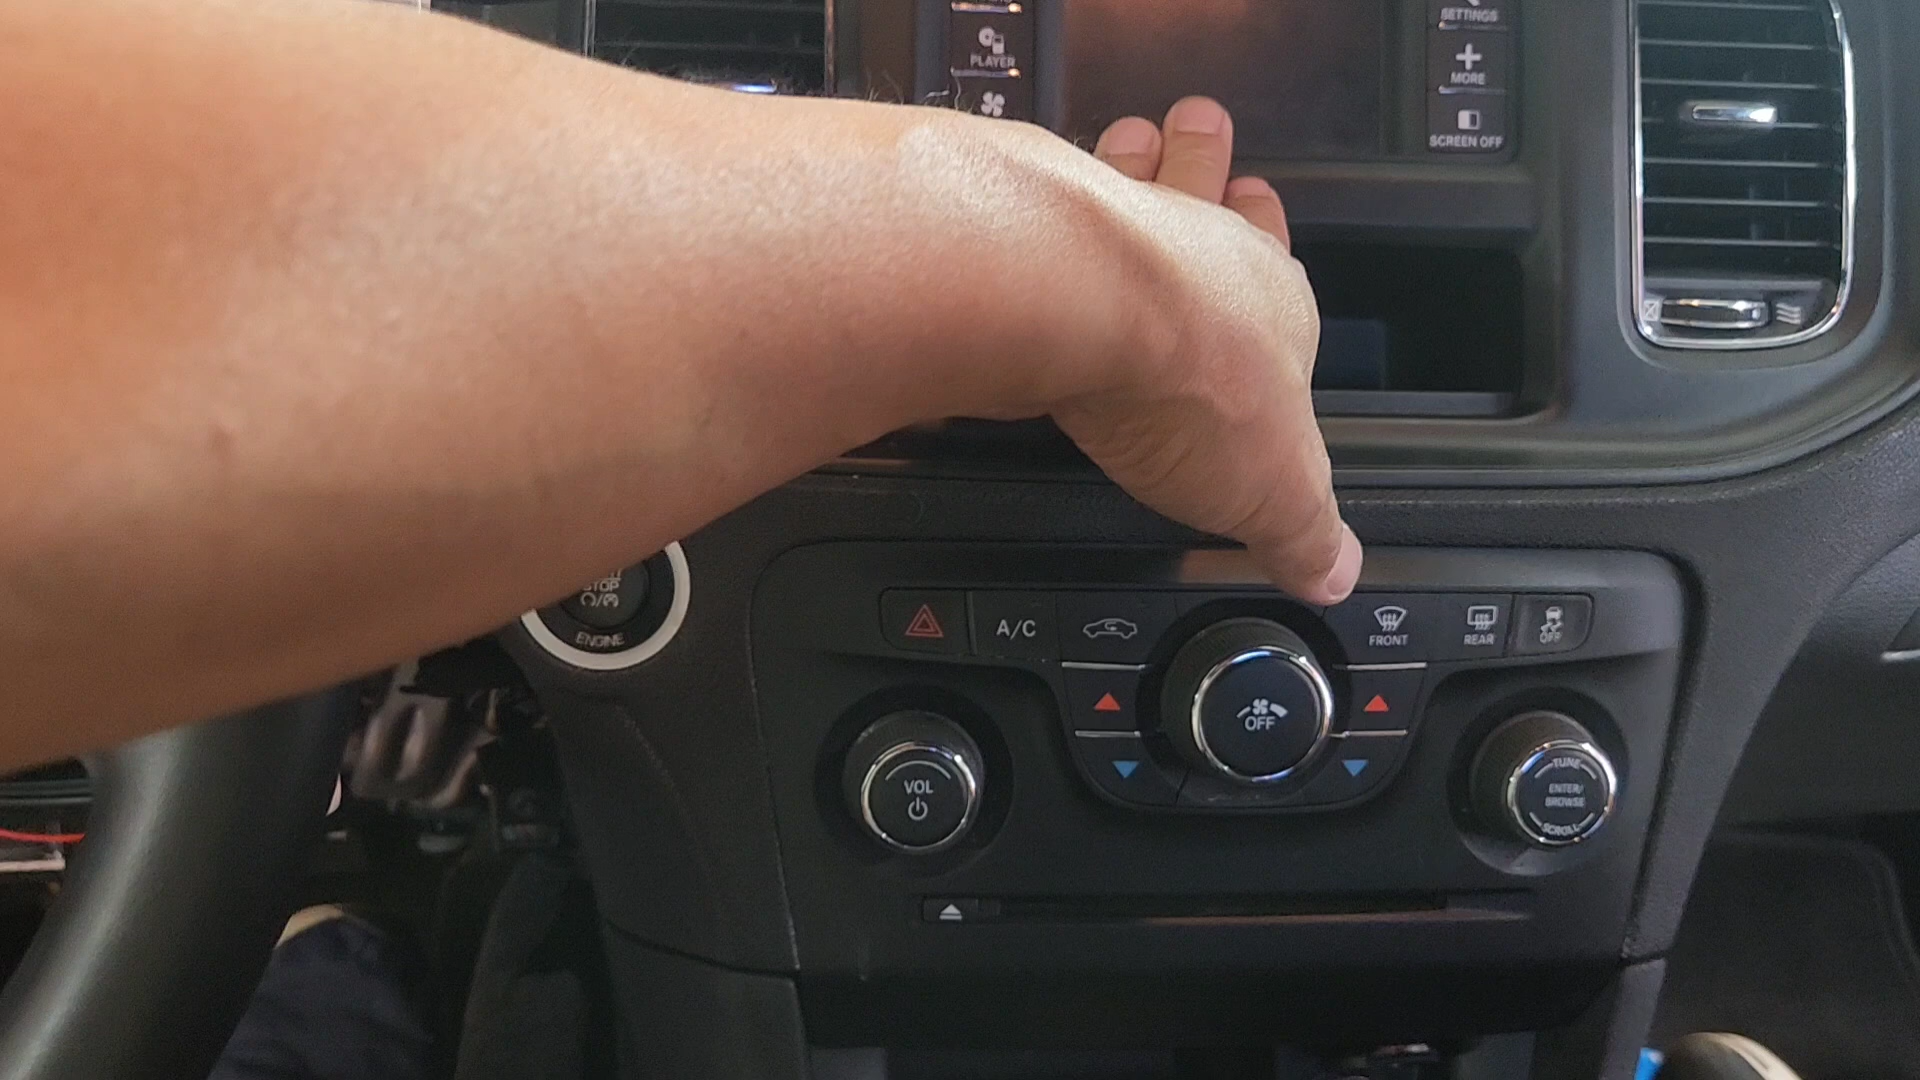 SETTINGS
PLAYER
MORE
SCREEN OFF
STOP
ENGINE
A/C
FRONT
REAR
OFF
OFF
VOL
TUNE
ENTER/
BROWSE
SCROLL